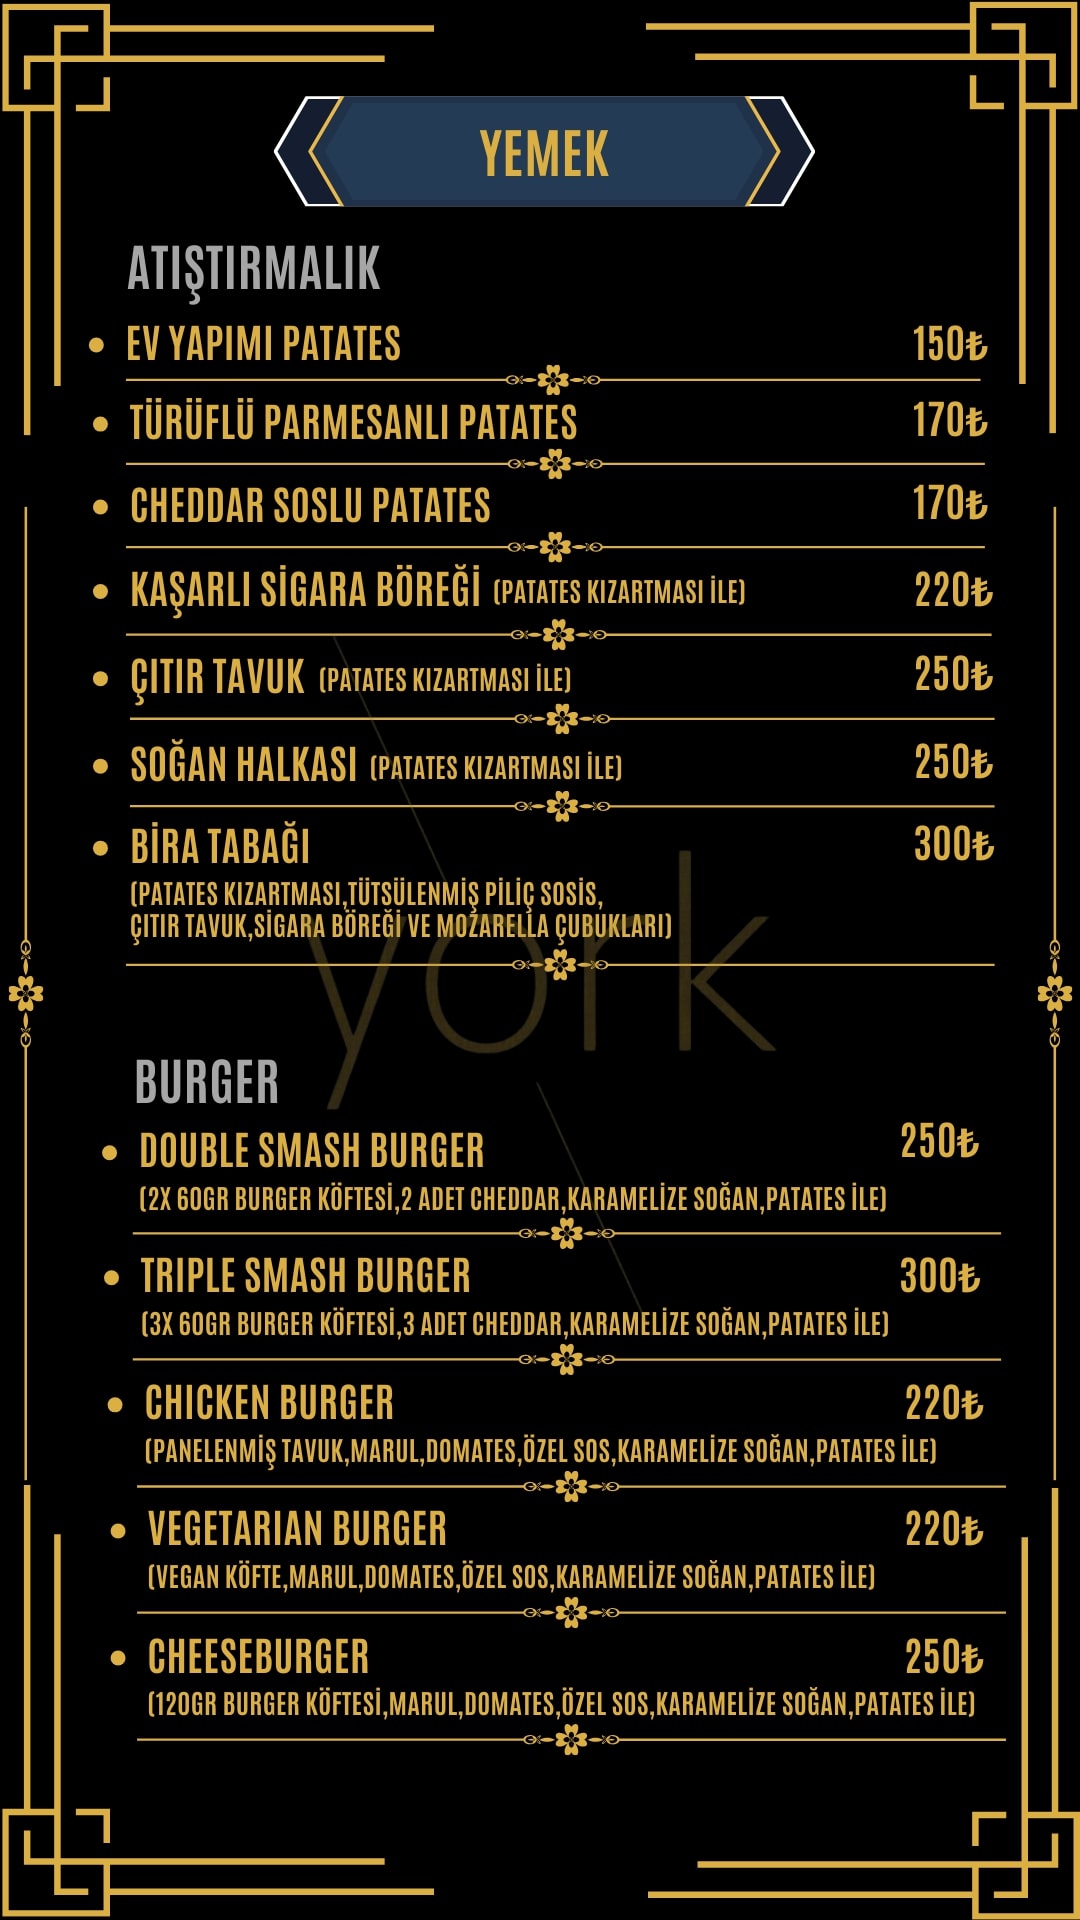 YEMEK
ATIŞTIRMALIK
EV YAPIMI PATATES 150₺
TÜRÜFLÜ PARMESANLI PATATES 170₺
CHEDDAR SOSLU PATATES 170₺
KAŞARLI SİGARA BÖREĞİ (PATATES KIZARTMASI İLE) 220₺
ÇITIR TAVUK (PATATES KIZARTMASI İLE) 250₺
SOĞAN HALKASI (PATATES KIZARTMASI İLE) 250₺
BİRA TABAĞI 300₺
(PATATES KIZARTMASI,TÜTSÜLENMİŞ PİLİÇ SOSİS,
ÇITIR TAVUK,SİGARA BÖREĞİ VE MOZARELLA ÇUBUKLARI)
york
BURGER
DOUBLE SMASH BURGER 250₺
(2X 60GR BURGER KÖFTESİ,2 ADET CHEDDAR,KARAMELİZE SOĞAN,PATATES İLE)
TRIPLE SMASH BURGER 300₺
(3X 60GR BURGER KÖFTESİ,3 ADET CHEDDAR,KARAMELİZE SOĞAN,PATATES İLE)
CHICKEN BURGER 220₺
(PANELENMİŞ TAVUK,MARUL,DOMATES,ÖZEL SOS,KARAMELİZE SOĞAN,PATATES İLE)
VEGETARIAN BURGER 220₺
(VEGAN KÖFTE,MARUL,DOMATES,ÖZEL SOS,KARAMELİZE SOĞAN,PATATES İLE)
CHEESEBURGER 250₺
(120GR BURGER KÖFTESİ,MARUL,DOMATES,ÖZEL SOS,KARAMELİZE SOĞAN,PATATES İLE)